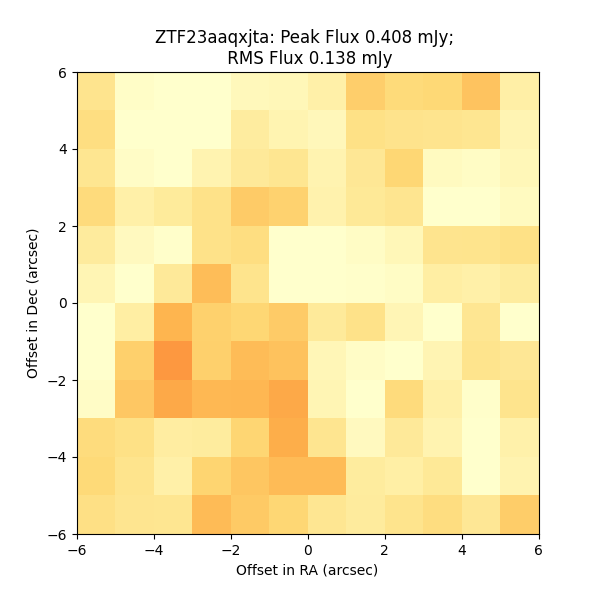 ZTF23aaqxjta: Peak Flux 0.408 mJy;
RMS Flux 0.138 mJy
6
4
2
0
−2
−4
−6
Offset in Dec (arcsec)
−6 −4 −2 0 2 4 6
Offset in RA (arcsec)